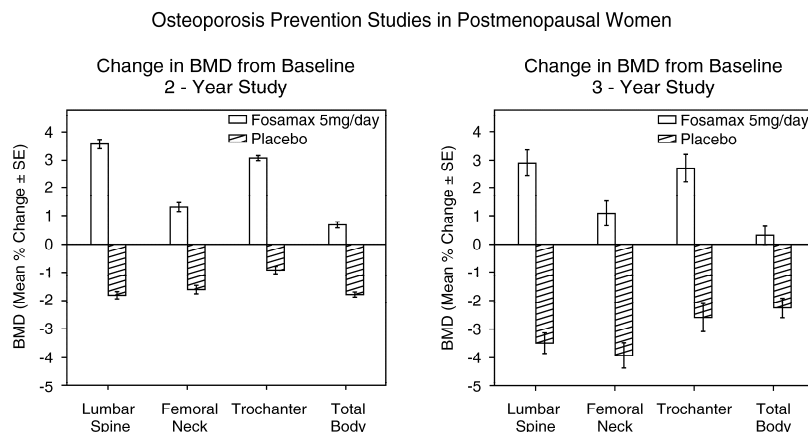 Osteoporosis Prevention Studies in Postmenopausal Women
Change in BMD from Baseline
2 - Year Study
Fosamax 5mg/day
Placebo
BMD (Mean % Change ± SE)
4
3
2
1
0
-1
-2
-3
-4
-5
Lumbar Spine
Femoral Neck
Trochanter
Total Body
Change in BMD from Baseline
3 - Year Study
Fosamax 5mg/day
Placebo
BMD (Mean % Change ± SE)
4
3
2
1
0
-1
-2
-3
-4
-5
Lumbar Spine
Femoral Neck
Trochanter
Total Body